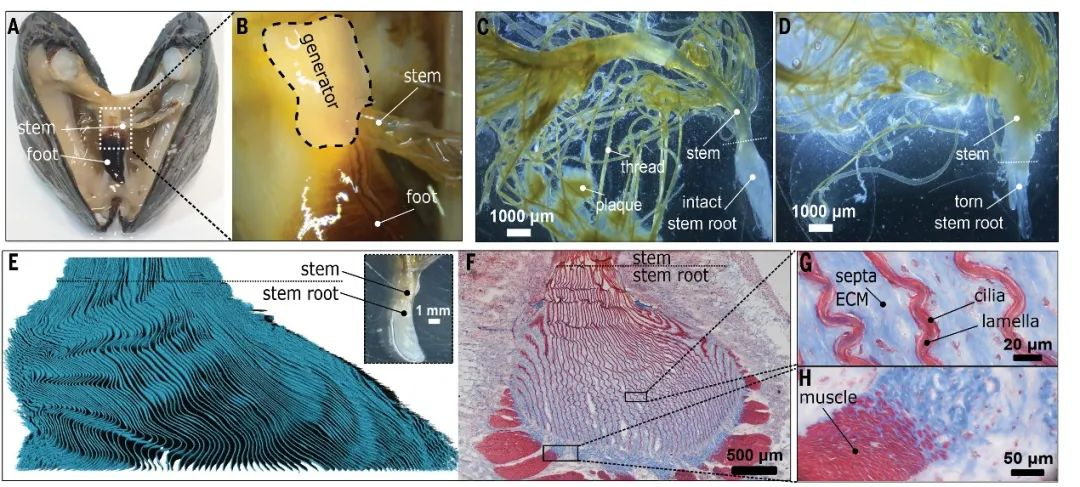 A
stem
foot
B
generator
stem
foot
C
thread
stem
plaque
intact
stem root
1000 µm
D
stem
torn
stem root
1000 µm
E
stem
stem root
1 mm
F
stem
stem root
500 µm
G
septa
ECM
cilia
lamella
20 µm
H
muscle
50 µm